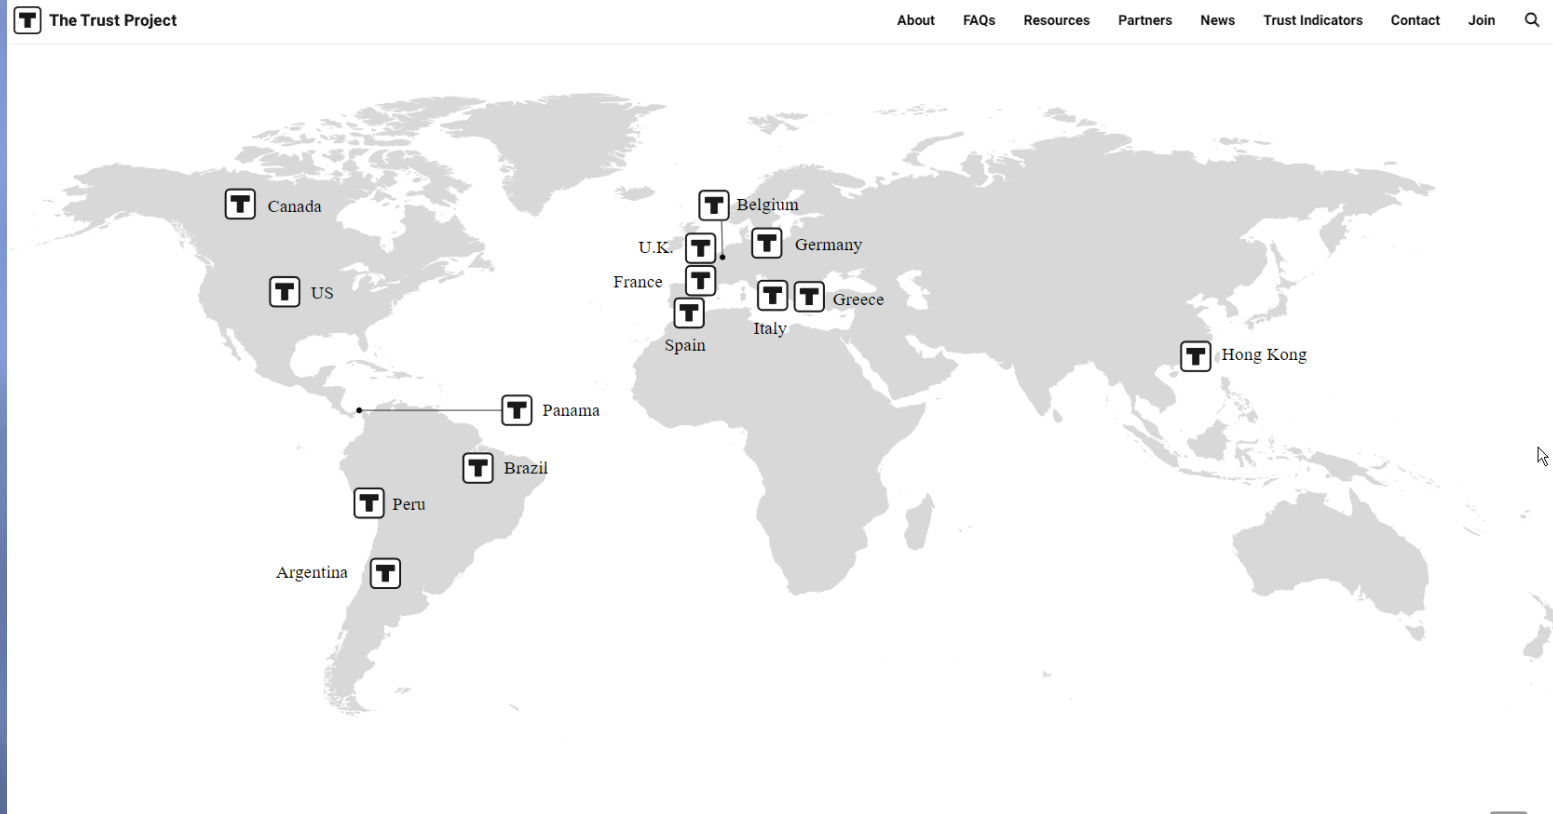 T The Trust Project
About FAQs Resources Partners News Trust Indicators Contact Join
T Canada
T Belgium
U.K. T
T Germany
France T
T US
T
Italy
T Greece
T
Spain
T Hong Kong
T Panama
T Brazil
T Peru
Argentina T